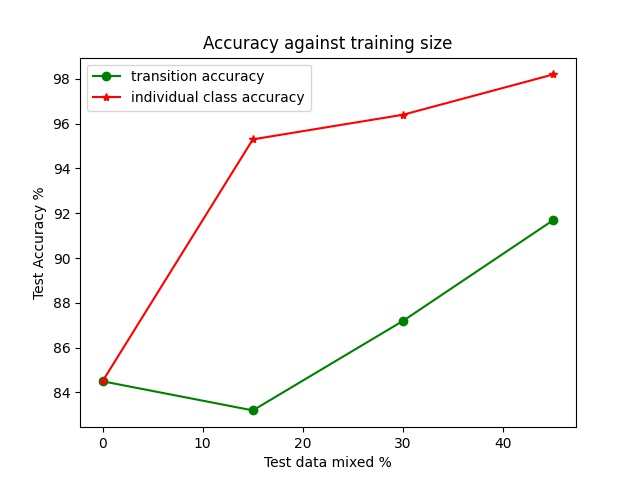 Accuracy against training size
transition accuracy
individual class accuracy
98
96
94
92
90
88
86
84
Test Accuracy %
0 10 20 30 40
Test data mixed %